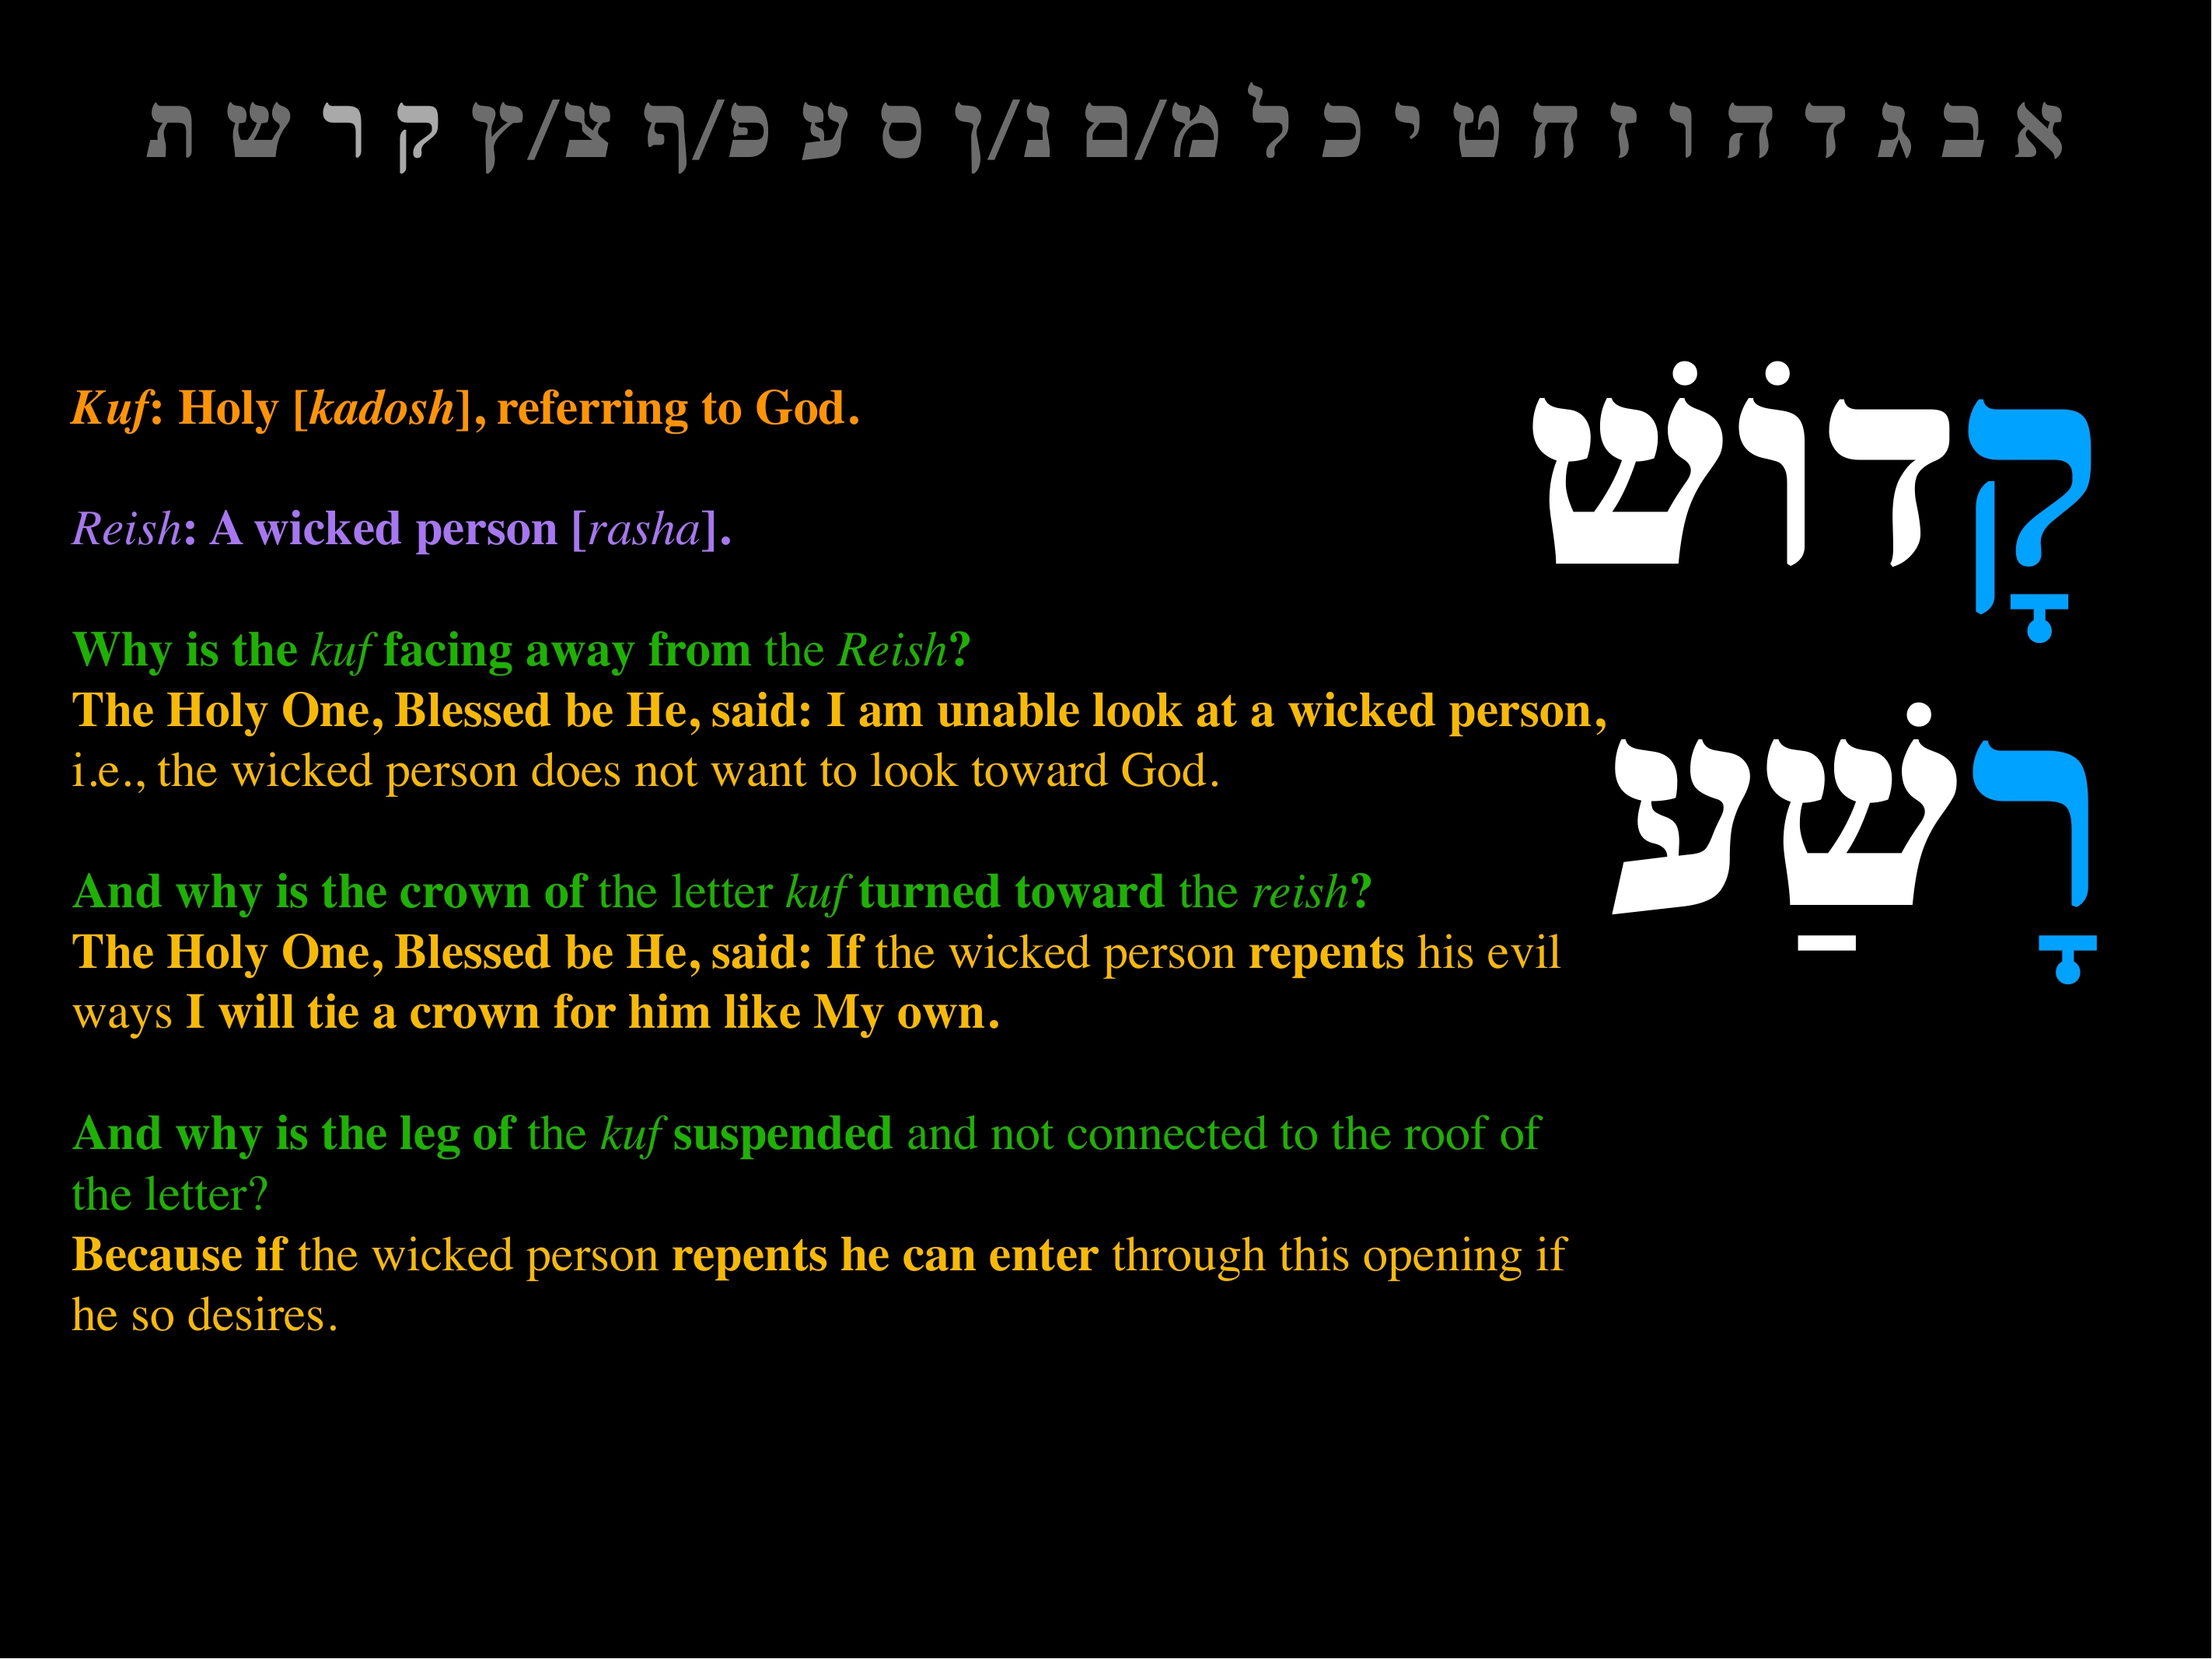 א ב ג ד ה ו ז ח ט י כ ל מ/ם נ/ן ס ע פ/ף צ/ץ ק ר ש ת
Kuf: Holy [kadosh], referring to God.
Reish: A wicked person [rasha].
Why is the kuf facing away from the Reish?
The Holy One, Blessed be He, said: I am unable look at a wicked person,
i.e., the wicked person does not want to look toward God.
And why is the crown of the letter kuf turned toward the reish?
The Holy One, Blessed be He, said: If the wicked person repents his evil
ways I will tie a crown for him like My own.
And why is the leg of the kuf suspended and not connected to the roof of
the letter?
Because if the wicked person repents he can enter through this opening if
he so desires.
קָדוֹשׁ
רָשַׁע